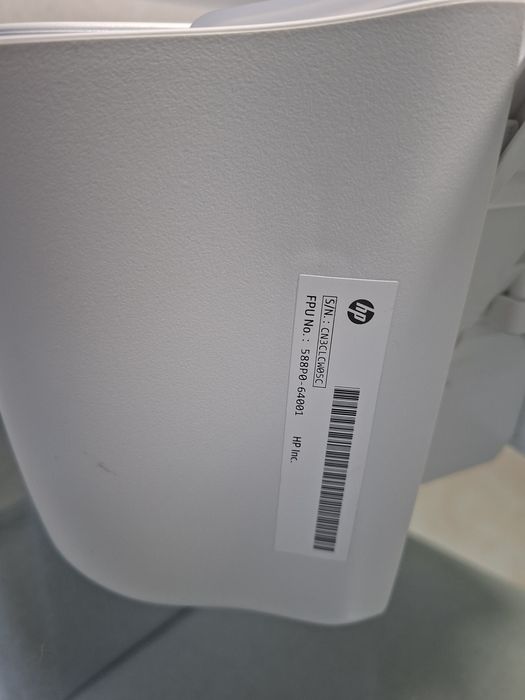 hp
S/N.: CN3CLCW05C
FPU No.: 588P0-64001 HP Inc.